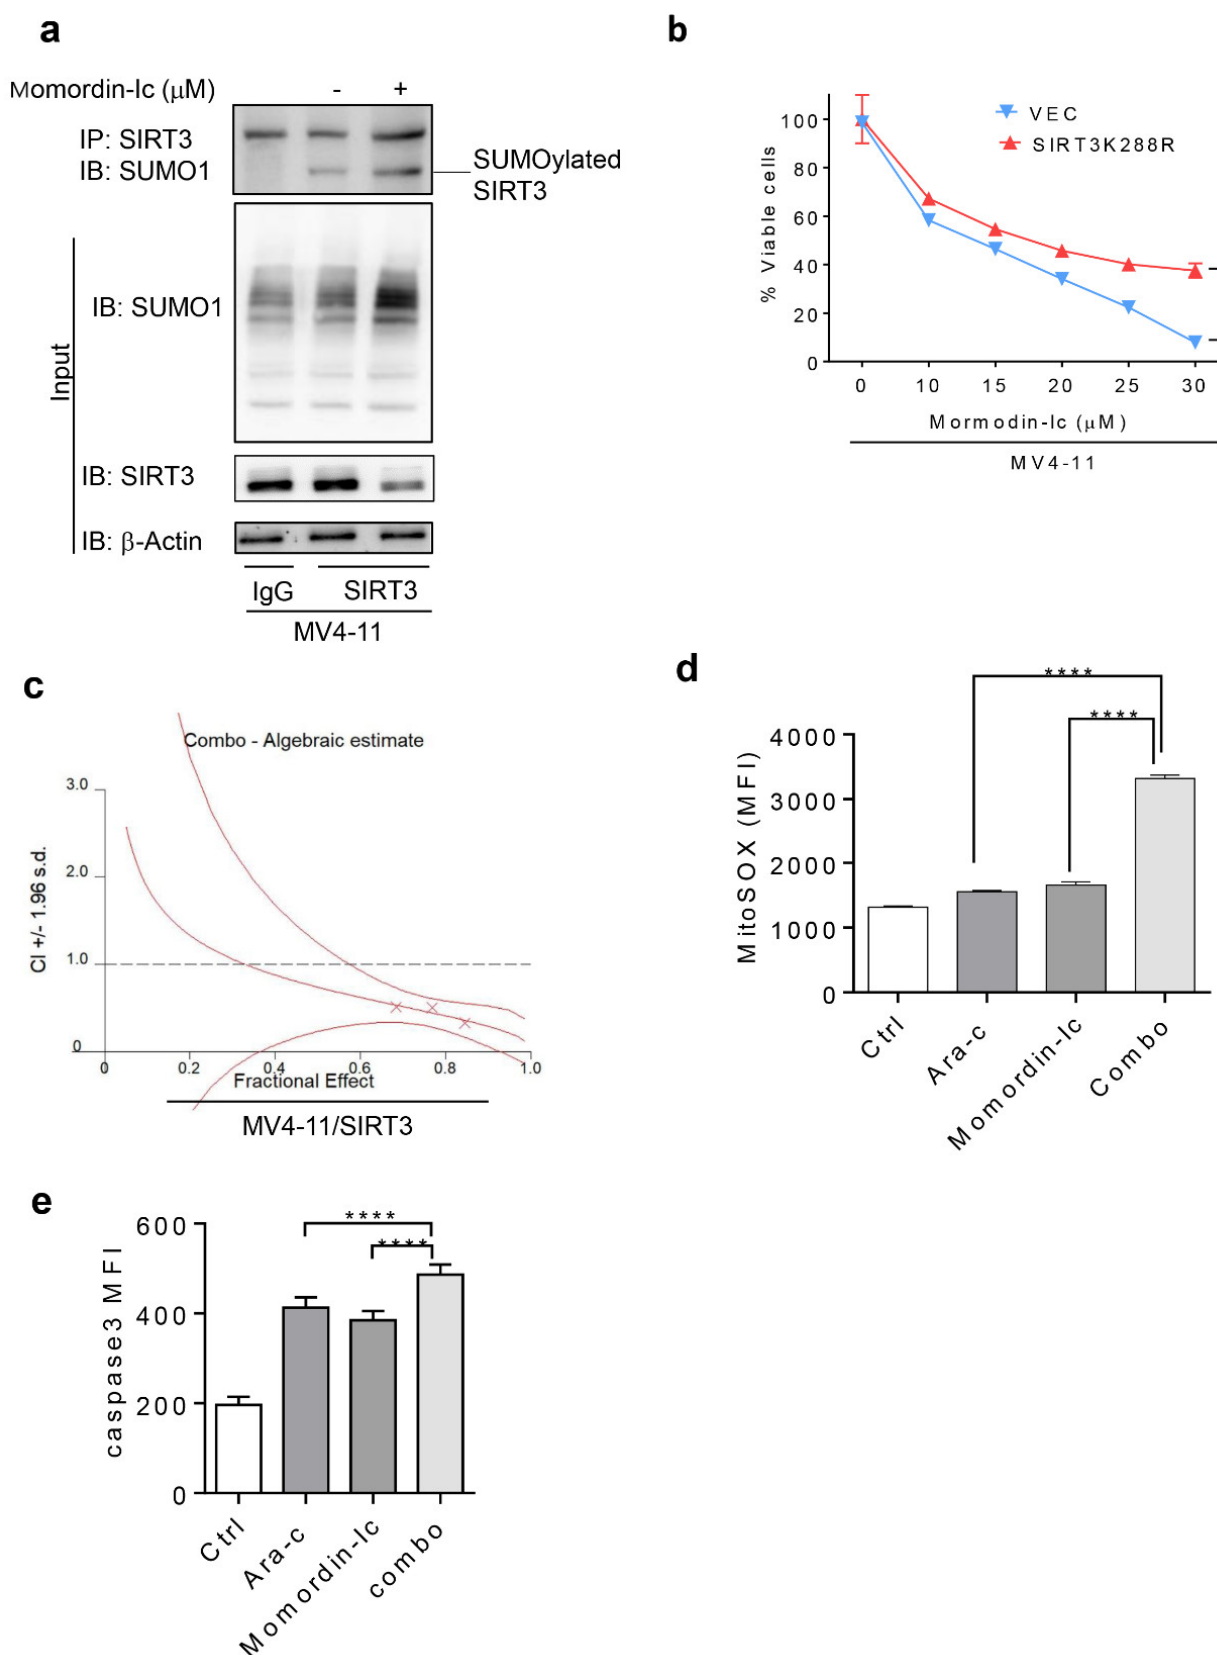 a
Momordin-Ic (μM) - +
IP: SIRT3
IB: SUMO1
SUMOylated
SIRT3
Input
IB: SUMO1
IB: SIRT3
IB: β-Actin
IgG SIRT3
MV4-11
b
% Viable cells
100
80
60
40
20
0
VEC
SIRT3K288R
0 10 15 20 25 30
Mormodin-Ic (μM)
MV4-11
c
Combo - Algebraic estimate
CI +/- 1.96 s.d.
3.0
2.0
1.0
0
0 0.2 0.4 0.6 0.8 1.0
Fractional Effect
MV4-11/SIRT3
d
MitoSOX (MFI)
4000
3000
2000
1000
0
****
****
Ctrl
Ara-c
Momordin-Ic
Combo
e
caspase3 MFI
600
400
200
0
****
****
Ctrl
Ara-c
Momordin-Ic
combo